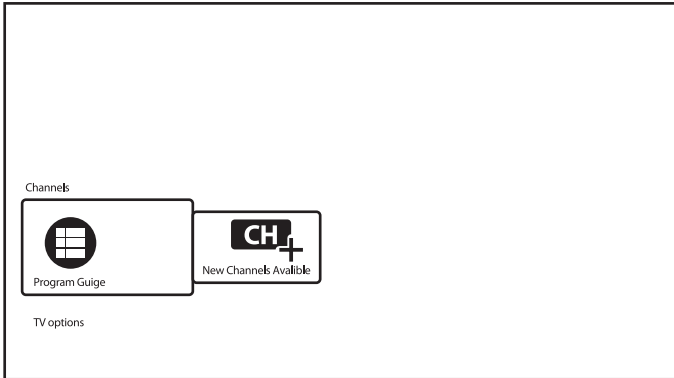 Channels
Program Guige
CH
New Channels Avalible
TV options